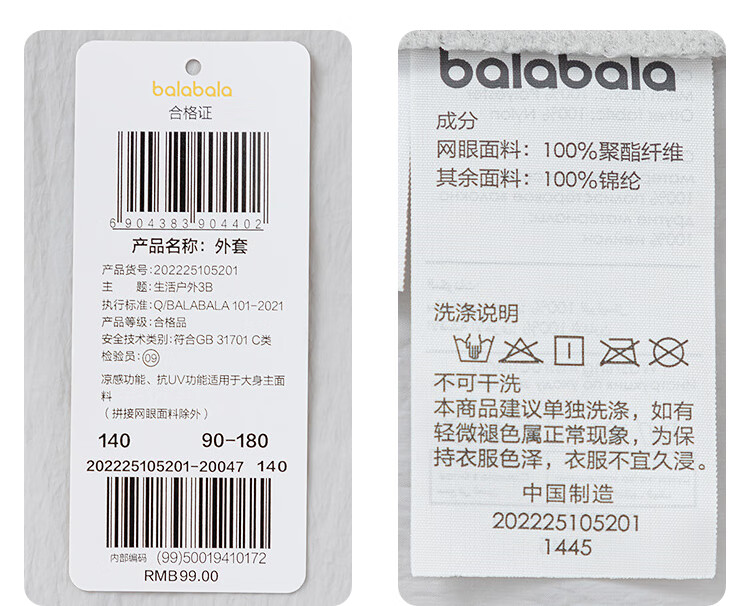 balabala
合格证
6 904383 904402
产品名称：外套
产品货号:202225105201
主 题：生活户外3B
执行标准：Q/BALABALA 101-2021
产品等级：合格品
安全技术类别：符合GB 31701 C类
检验员：09
凉感功能、抗UV功能适用于大身主面
料
（拼接网眼面料除外）
140 90-180
202225105201-20047 140
内部编码 (99)50019410172
RMB99.00
balabala
成分
网眼面料：100%聚酯纤维
其余面料：100%锦纶
洗涤说明
不可干洗
本商品建议单独洗涤，如有
轻微褪色属正常现象，为保
持衣服色泽，衣服不宜久浸。
中国制造
202225105201
1445